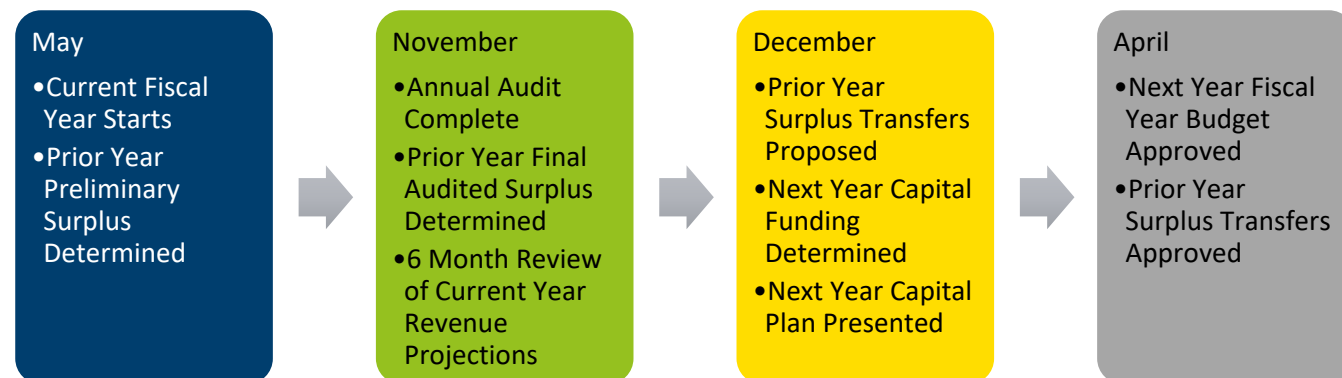 May
•Current Fiscal
Year Starts
•Prior Year
Preliminary
Surplus
Determined
November
•Annual Audit
Complete
•Prior Year Final
Audited Surplus
Determined
•6 Month Review
of Current Year
Revenue
Projections
December
•Prior Year
Surplus Transfers
Proposed
•Next Year Capital
Funding
Determined
•Next Year Capital
Plan Presented
April
•Next Year Fiscal
Year Budget
Approved
•Prior Year
Surplus Transfers
Approved